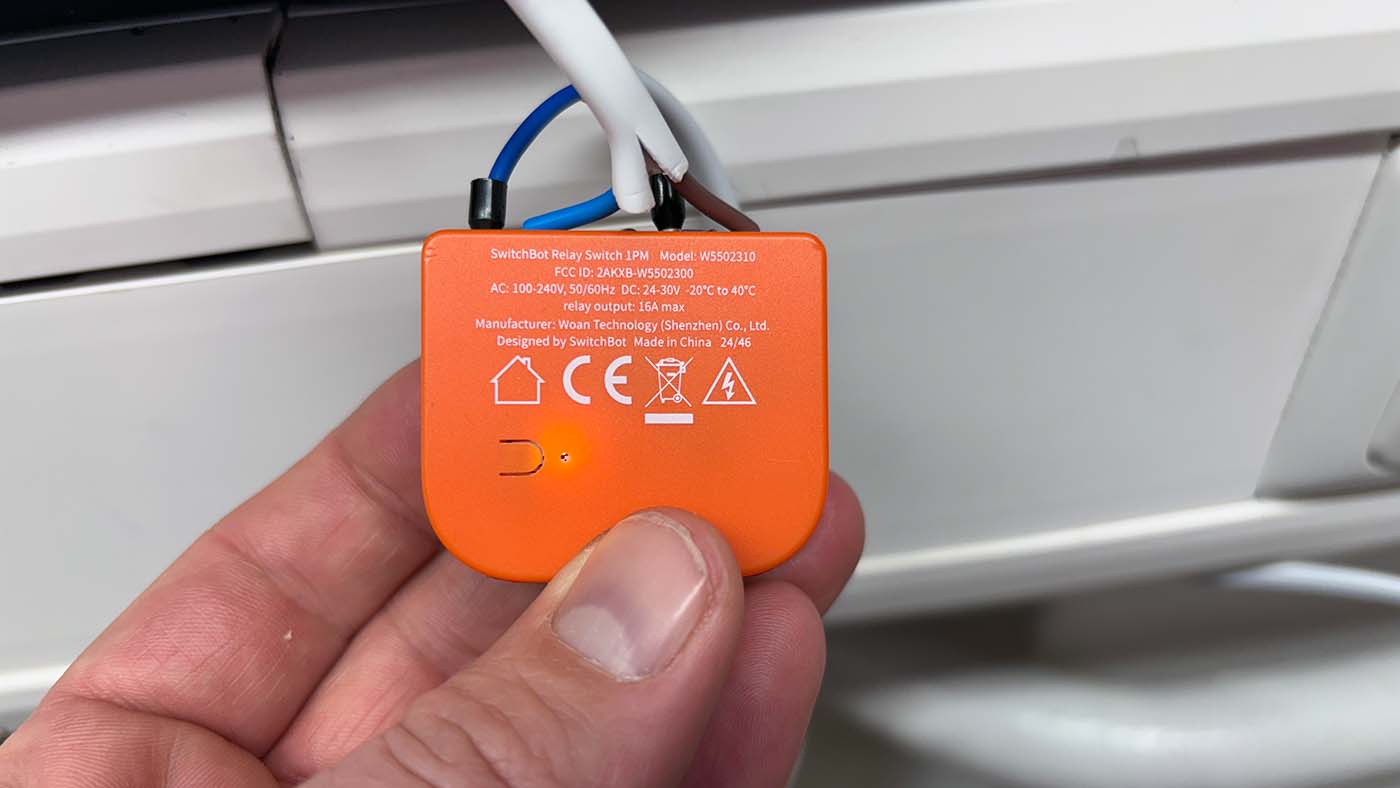 SwitchBot Relay Switch 1PM Model: W5502310
FCC ID: 2AKXB-W5502300
AC: 100-240V, 50/60Hz DC: 24-30V -20°C to 40°C
relay output: 16A max
Manufacturer: Woan Technology (Shenzhen) Co., Ltd.
Designed by SwitchBot Made in China 24/46
CE